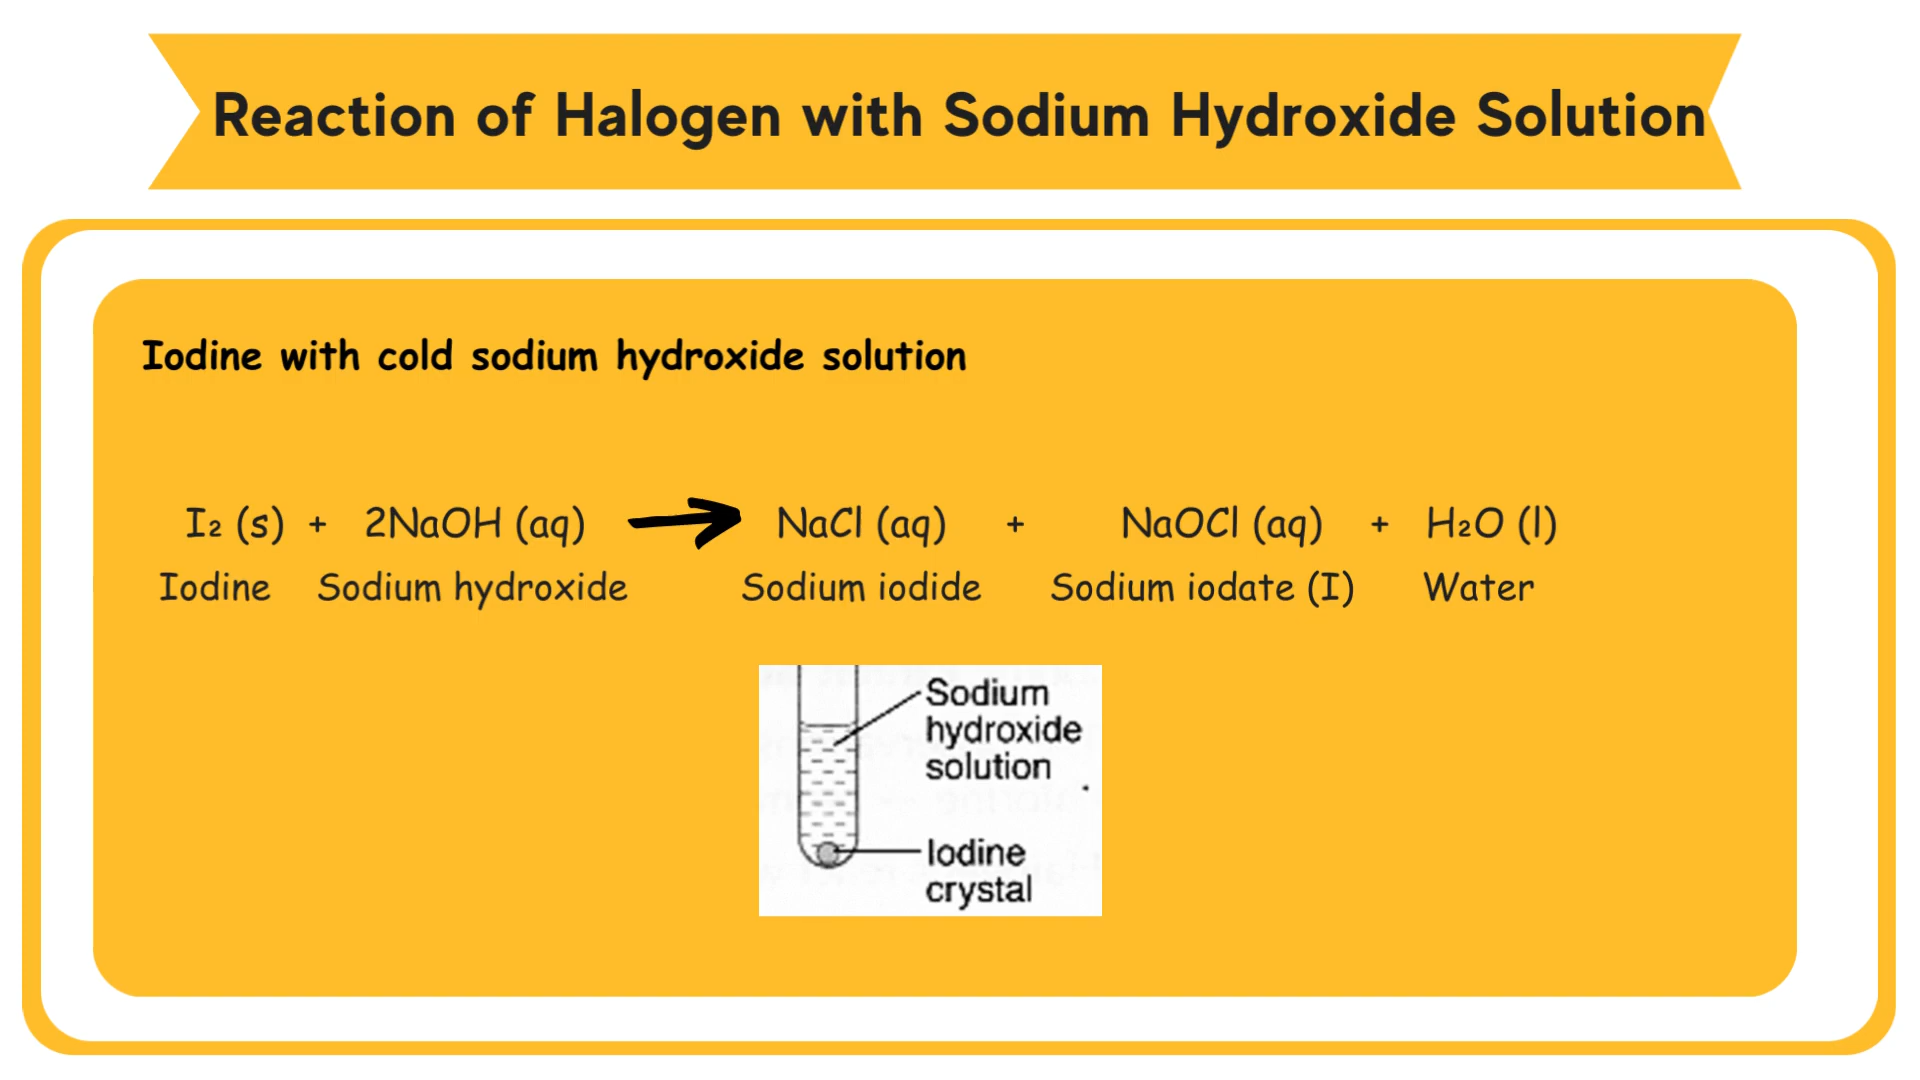 Reaction of Halogen with Sodium Hydroxide Solution
Iodine with cold sodium hydroxide solution
I₂ (s) + 2NaOH (aq) → NaCl (aq) + NaOCl (aq) + H₂O (l)
Iodine Sodium hydroxide Sodium iodide Sodium iodate (I) Water
Sodium
hydroxide
solution
Iodine
crystal